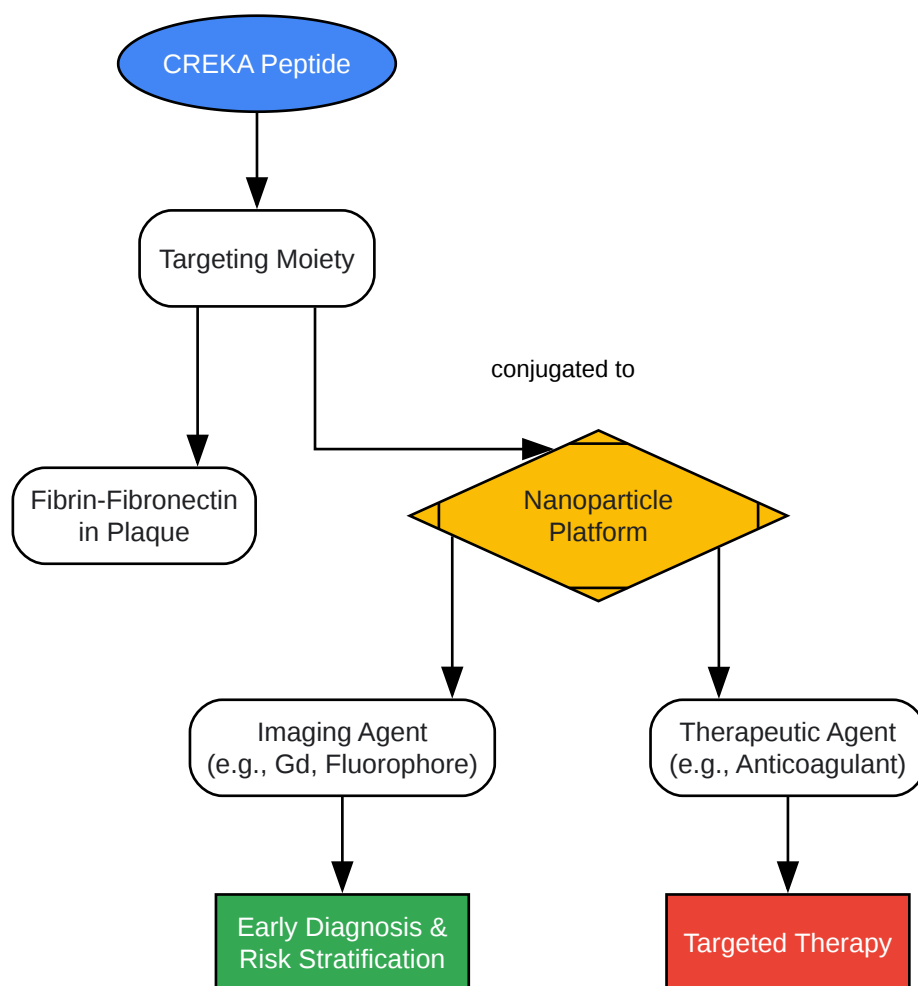 CREKA Peptide
Targeting Moiety
conjugated to
Fibrin-Fibronectin
in Plaque
Nanoparticle
Platform
Imaging Agent
(e.g., Gd, Fluorophore)
Therapeutic Agent
(e.g., Anticoagulant)
Early Diagnosis &
Risk Stratification
Targeted Therapy